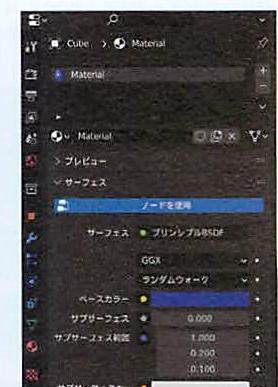 Cube > Material
Material
Material
プレビュー
サーフェス
ノードを使用
サーフェス プリンシプルBSDF
GGX
ランダムウォーク
ベースカラー
サブサーフェス 0.000
サブサーフェス範囲 1.000
0.200
0.100